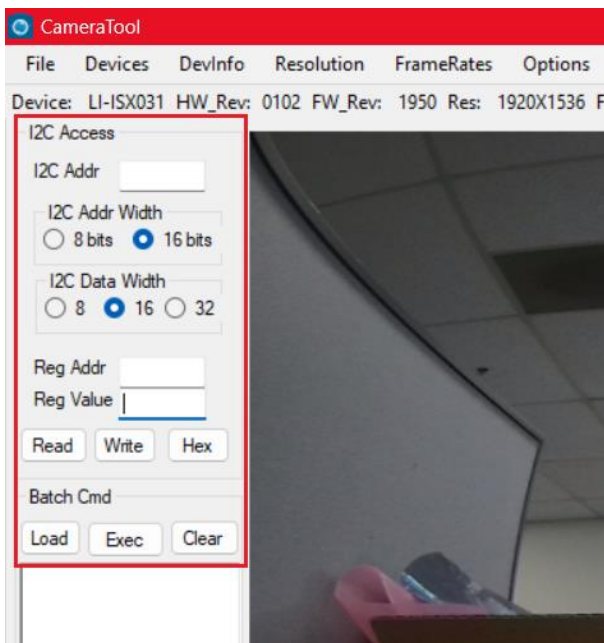 CameraTool
File Devices DevInfo Resolution FrameRates Options
Device: LI-ISX031 HW_Rev: 0102 FW_Rev: 1950 Res: 1920X1536 F
I2C Access
I2C Addr
I2C Addr Width
8 bits 16 bits
I2C Data Width
8 16 32
Reg Addr
Reg Value
Read Write Hex
Batch Cmd
Load Exec Clear